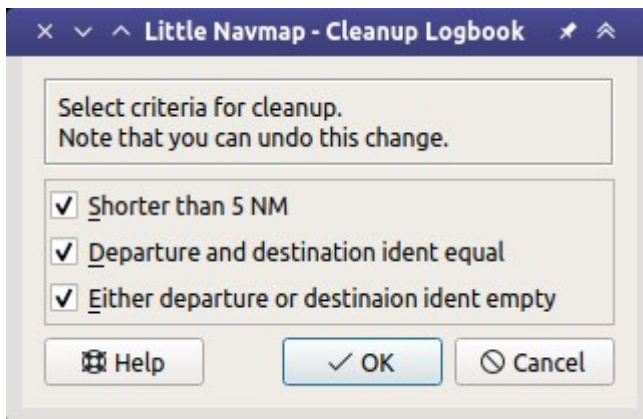 Little Navmap - Cleanup Logbook
Select criteria for cleanup.
Note that you can undo this change.
Shorter than 5 NM
Departure and destination ident equal
Either departure or destinaion ident empty
Help
OK
Cancel